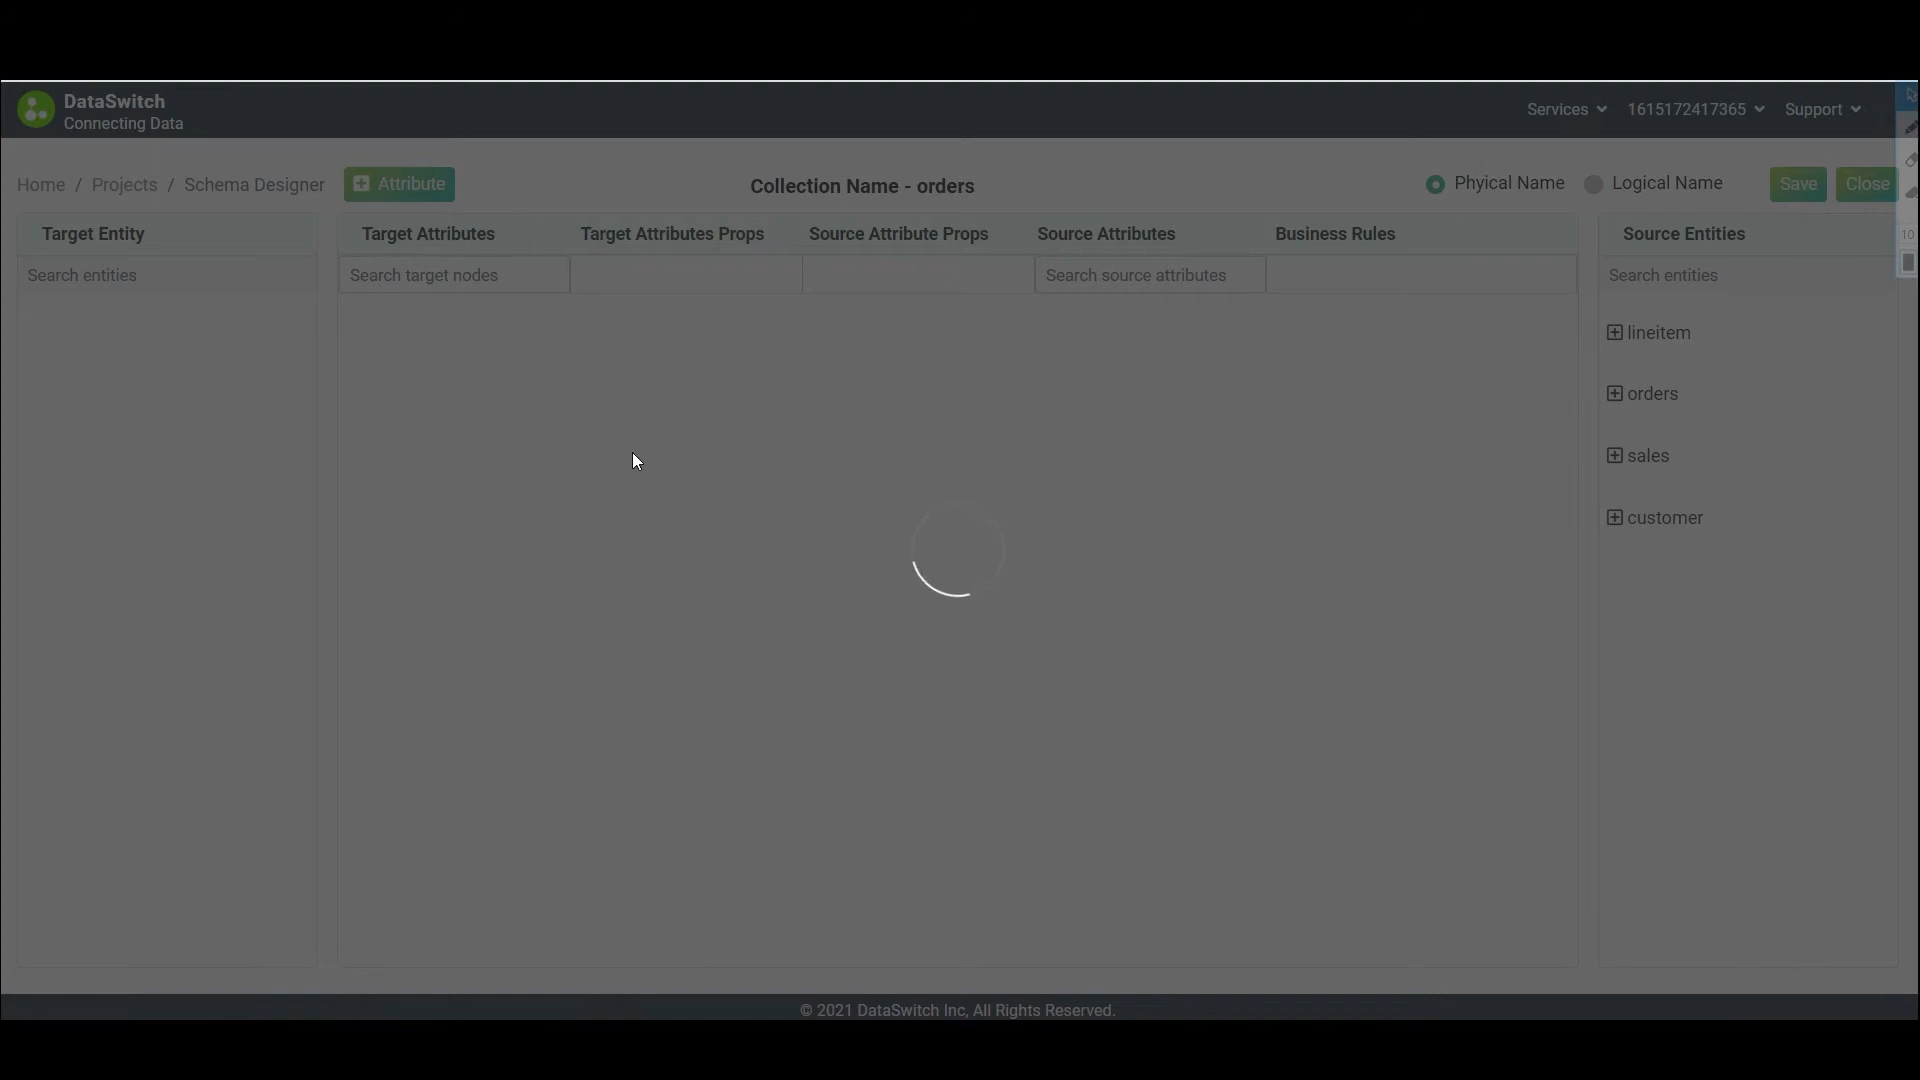 DataSwitch
Connecting Data
Services
1615172417365
Support
Home / Projects / Schema Designer
Attribute
Collection Name - orders
Phyical Name
Logical Name
Save
Close
Target Entity
Target Attributes
Target Attributes Props
Source Attribute Props
Source Attributes
Business Rules
Source Entities
10
Search entities
Search target nodes
Search source attributes
Search entities
lineitem
orders
sales
customer
© 2021 DataSwitch Inc, All Rights Reserved.